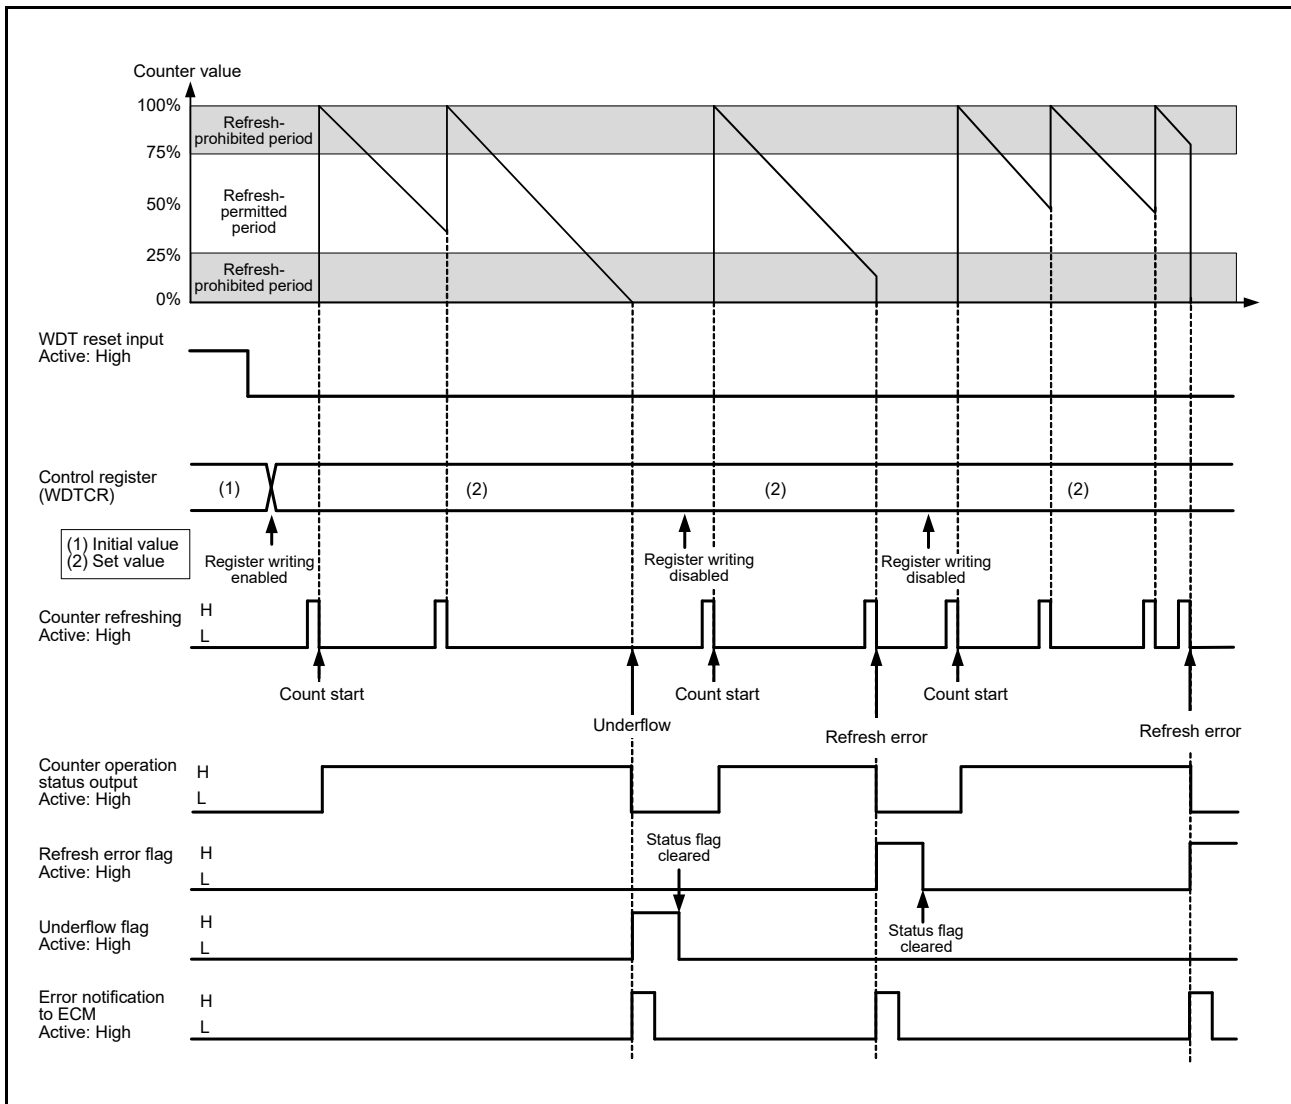 Counter value
100%
Refresh-
prohibited period
75%
Refresh-
permitted
period
50%
25%
Refresh-
prohibited period
0%
WDT reset input
Active: High
Control register
(WDTCR)
(1)
(2)
(2)
(2)
(1) Initial value
(2) Set value
Register writing
enabled
Register writing
disabled
Register writing
disabled
Counter refreshing
Active: High
H
L
Count start
Count start
Count start
Underflow
Refresh error
Refresh error
Counter operation
status output
Active: High
H
L
Status flag
cleared
Refresh error flag
Active: High
H
L
Status flag
cleared
Underflow flag
Active: High
H
L
Error notification
to ECM
Active: High
H
L